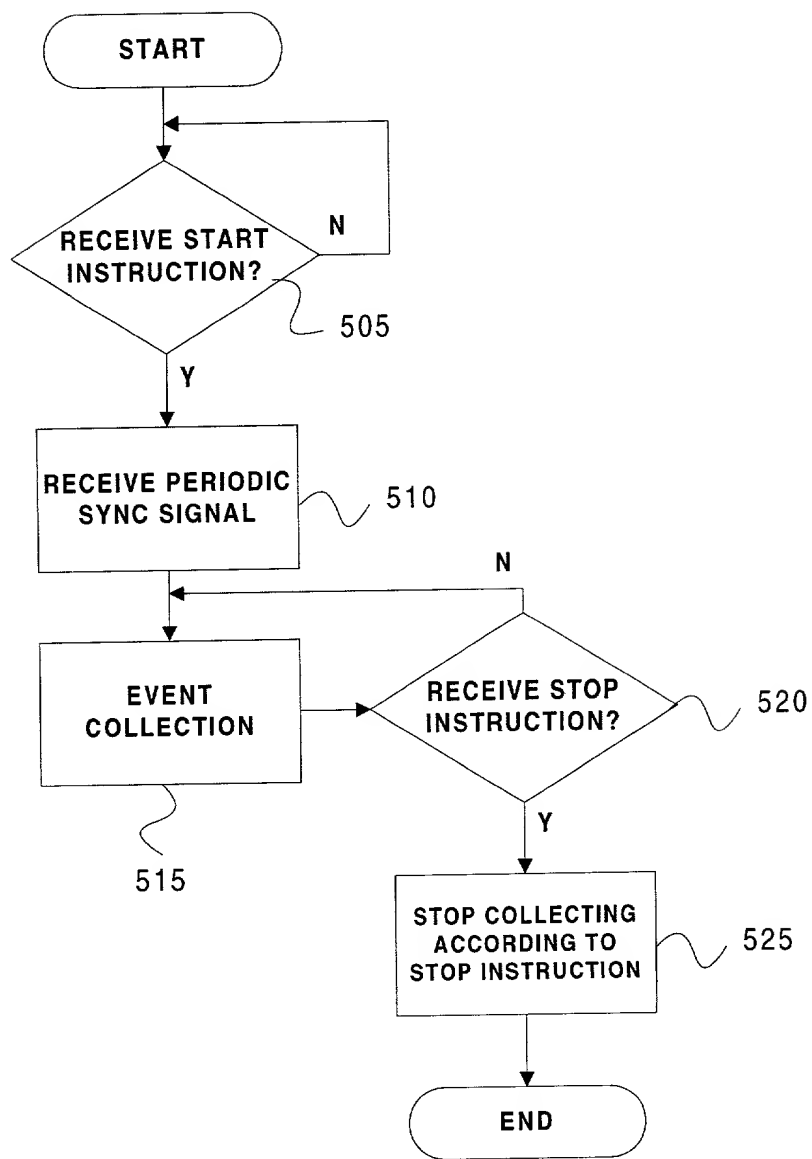 START
RECEIVE START
INSTRUCTION?
N
505
Y
RECEIVE PERIODIC
SYNC SIGNAL
510
N
EVENT
COLLECTION
515
RECEIVE STOP
INSTRUCTION?
520
Y
STOP COLLECTING
ACCORDING TO
STOP INSTRUCTION
525
END